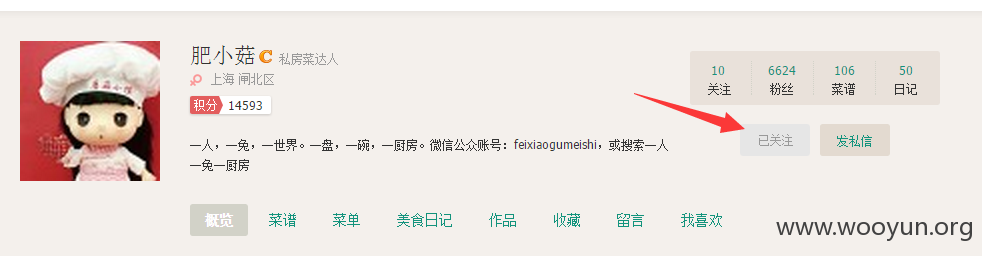 肥小菇 C 私房菜达人
上海 闸北区
积分 14593
10 6624 106 50
关注 粉丝 菜谱 日记
已关注 发私信
一人，一兔，一世界。一盘，一碗，一厨房。微信公众账号：feixiaogumeishi，或搜索一人
一兔一厨房
概览 菜谱 菜单 美食日记 作品 收藏 留言 我喜欢
www.wooyun.org